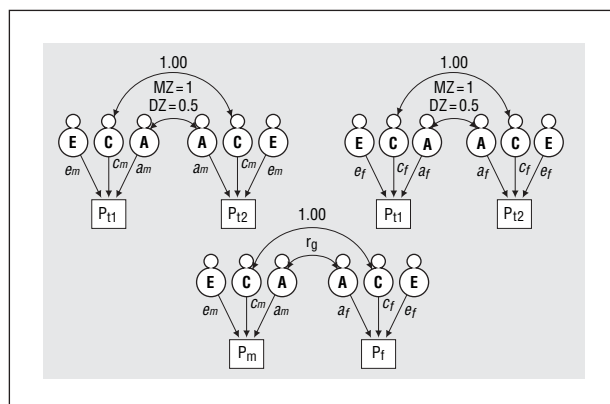 1.00 1.00
MZ = 1 MZ = 1
DZ = 0.5 DZ = 0.5
E C A A C E E C A A C E
em cm am am cm em ef cf af af cf ef
Pt1 Pt2 Pt1 Pt2
1.00
rg
E C A A C E
em cm am af cf ef
Pm Pf